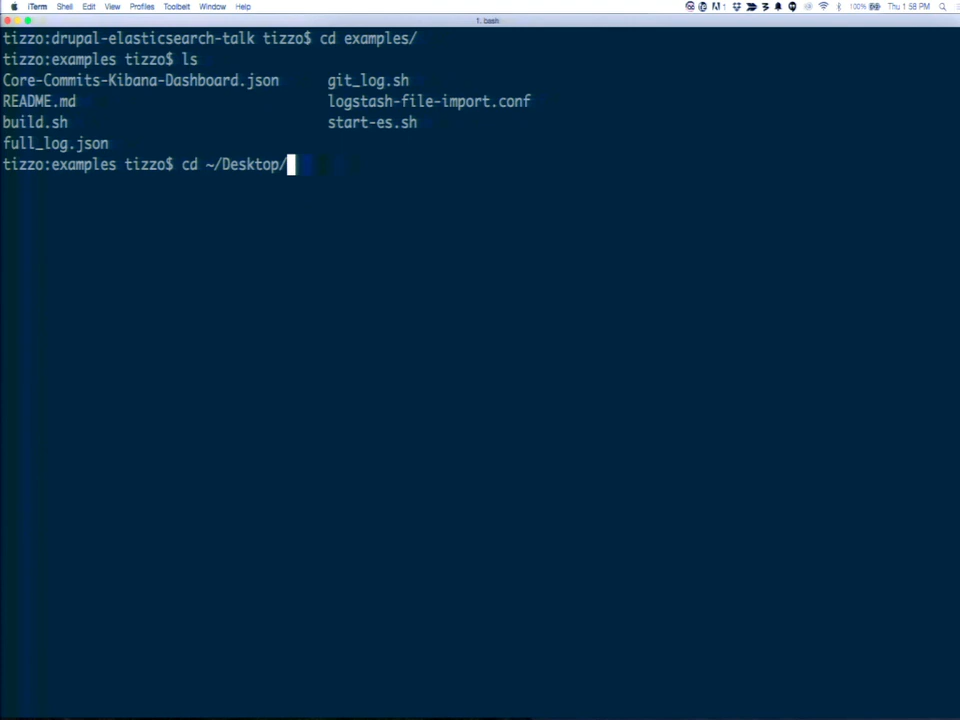 iTerm Shell Edit View Profiles Toolbelt Window Help 100% Thu 1:58 PM
1. bash
tizzo:drupal-elasticsearch-talk tizzo$ cd examples/
tizzo:examples tizzo$ ls
Core-Commits-Kibana-Dashboard.json git_log.sh
README.md logstash-file-import.conf
build.sh start-es.sh
full_log.json
tizzo:examples tizzo$ cd ~/Desktop/